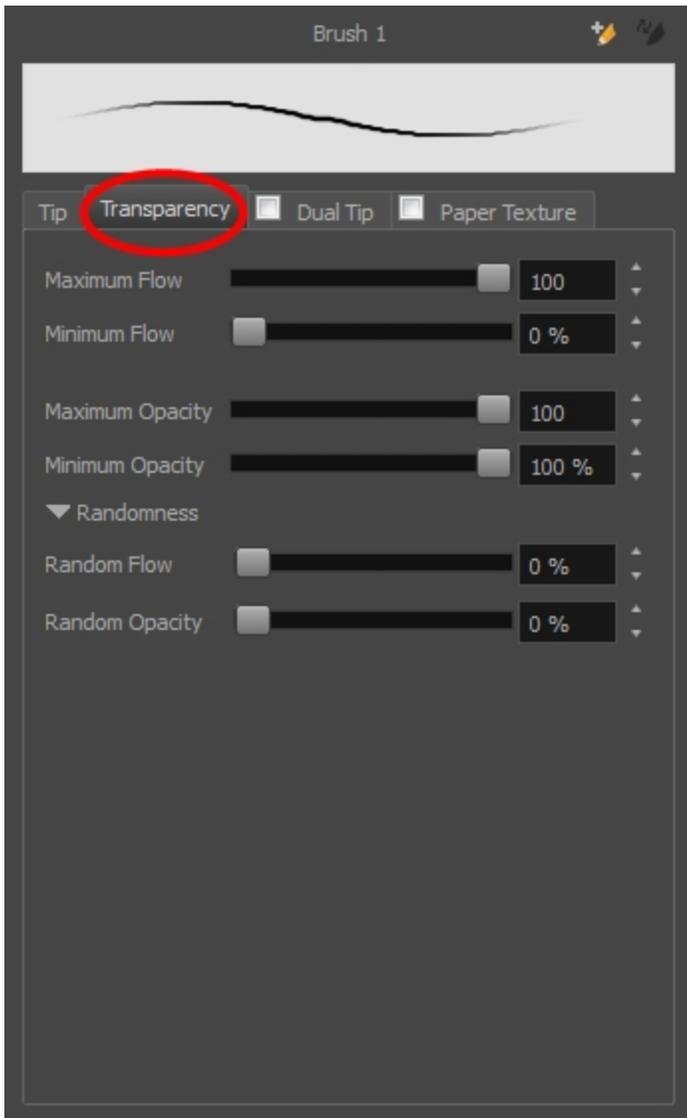 Brush 1
Tip Transparency Dual Tip Paper Texture
Maximum Flow 100
Minimum Flow 0 %
Maximum Opacity 100
Minimum Opacity 100 %
Randomness
Random Flow 0 %
Random Opacity 0 %